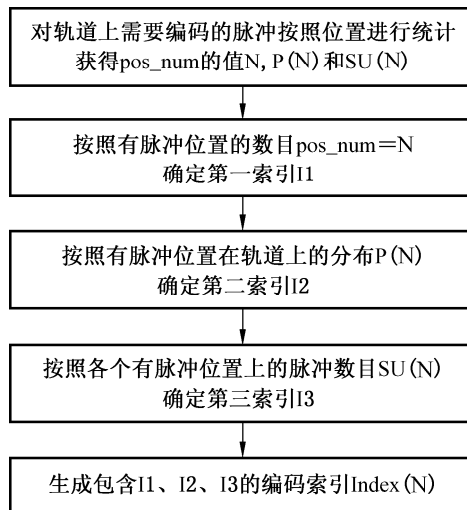 对轨道上需要编码的脉冲按照位置进行统计
获得pos_num的值N, P(N)和SU(N)
按照有脉冲位置的数目pos_num＝N
确定第一索引I1
按照有脉冲位置在轨道上的分布P(N)
确定第二索引I2
按照各个有脉冲位置上的脉冲数目SU(N)
确定第三索引I3
生成包含I1、I2、I3的编码索引Index(N)